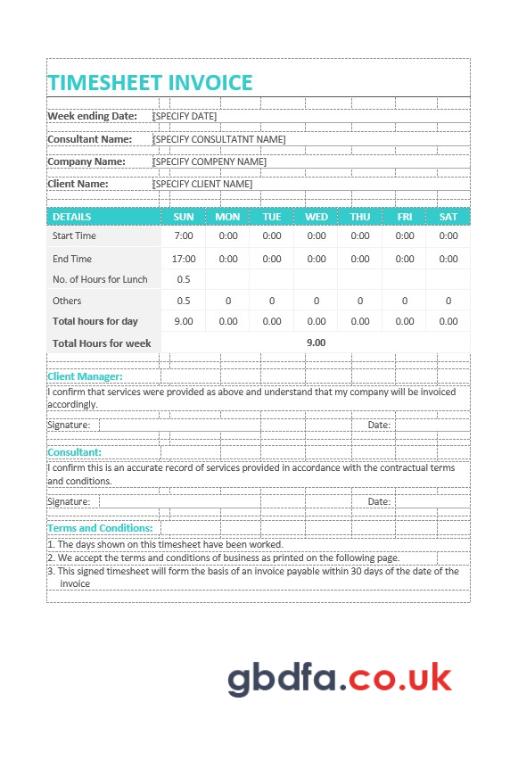 TIMESHEET INVOICE
Week ending Date: [SPECIFY DATE]
Consultant Name: [SPECIFY CONSULTATNT NAME]
Company Name: [SPECIFY COMPENY NAME]
Client Name: [SPECIFY CLIENT NAME]
DETAILS SUN MON TUE WED THU FRI SAT
Start Time 7:00 0:00 0:00 0:00 0:00 0:00 0:00
End Time 17:00 0:00 0:00 0:00 0:00 0:00 0:00
No. of Hours for Lunch 0.5
Others 0.5 0 0 0 0 0 0
Total hours for day 9.00 0.00 0.00 0.00 0.00 0.00 0.00
Total Hours for week 9.00
Client Manager:
I confirm that services were provided as above and understand that my company will be invoiced
accordingly.
Signature: Date:
Consultant:
I confirm this is an accurate record of services provided in accordance with the contractual terms
and conditions.
Signature: Date:
Terms and Conditions:
1. The days shown on this timesheet have been worked.
2. We accept the terms and conditions of business as printed on the following page.
3. This signed timesheet will form the basis of an invoice payable within 30 days of the date of the
invoice
gbdfa.co.uk